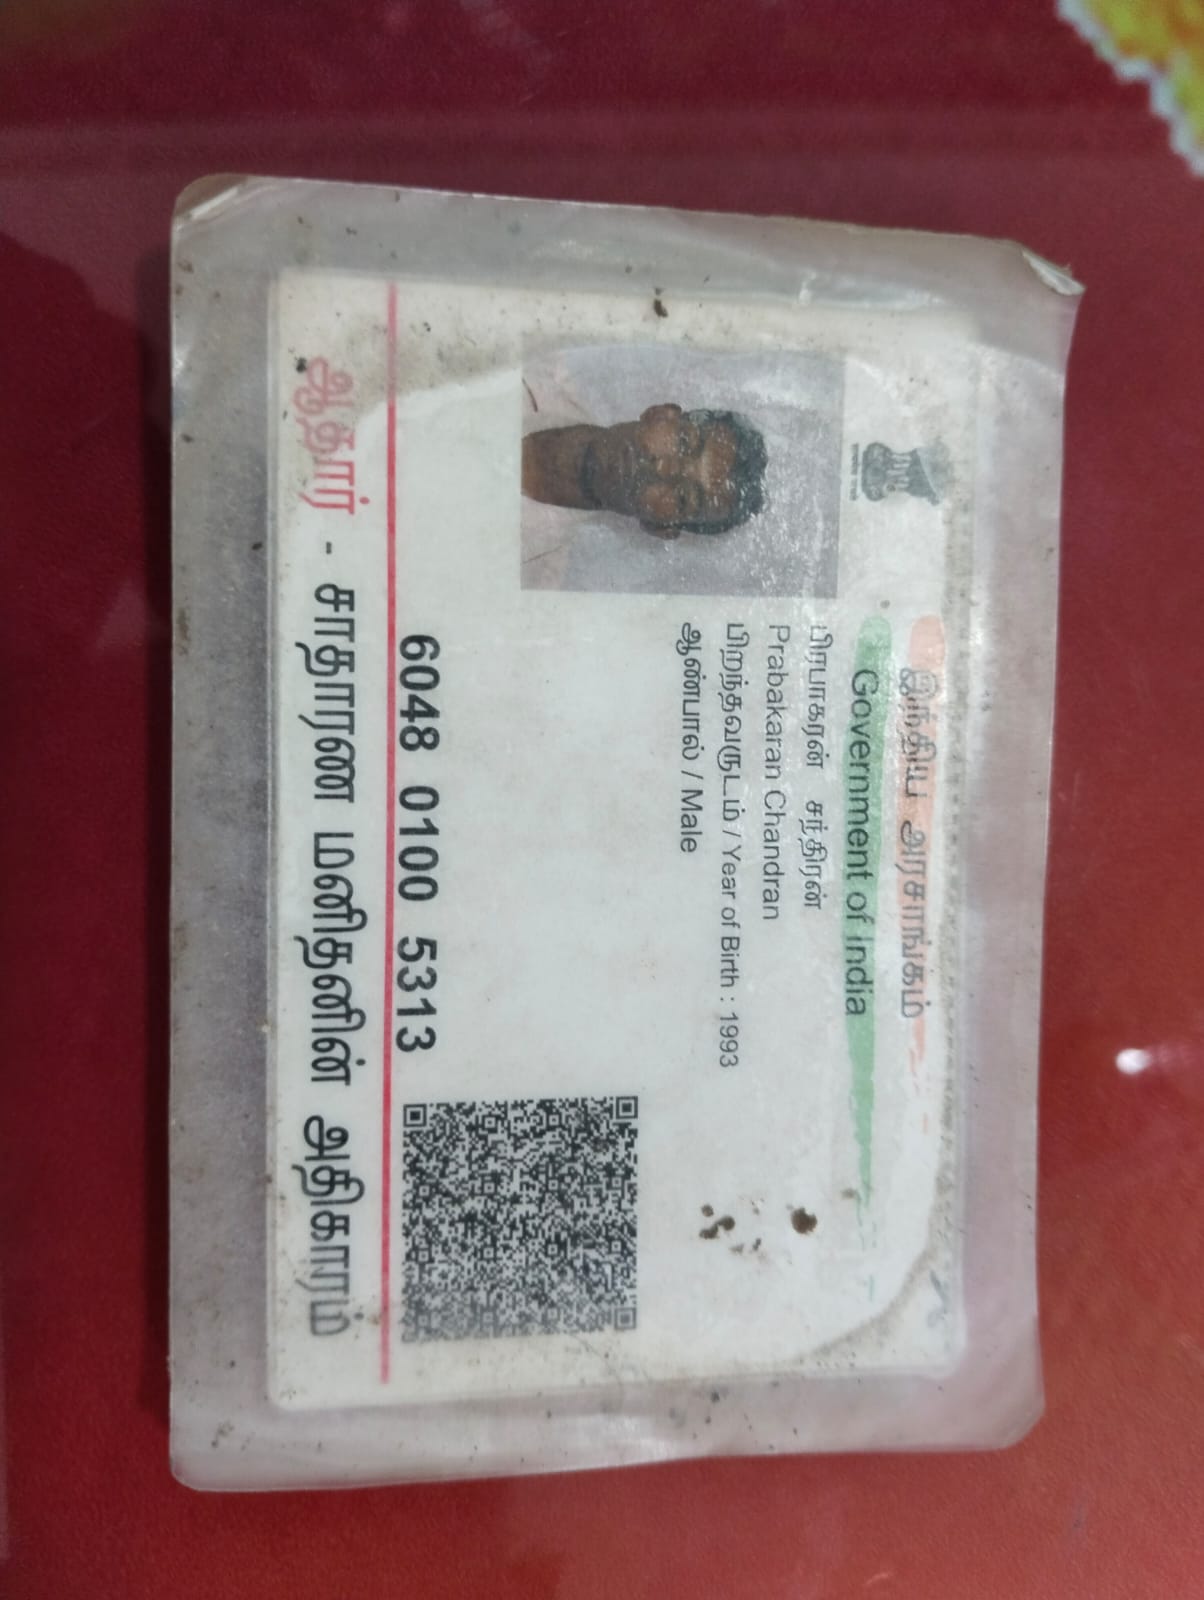 இந்திய அரசாங்கம்
Government of India
பிரபாகரன் சந்திரன்
Prabakaran Chandran
பிறந்தவருடம் / Year of Birth : 1993
ஆண்பால் / Male
6048 0100 5313
ஆதார் - சாதாரண மனிதனின் அதிகாரம்